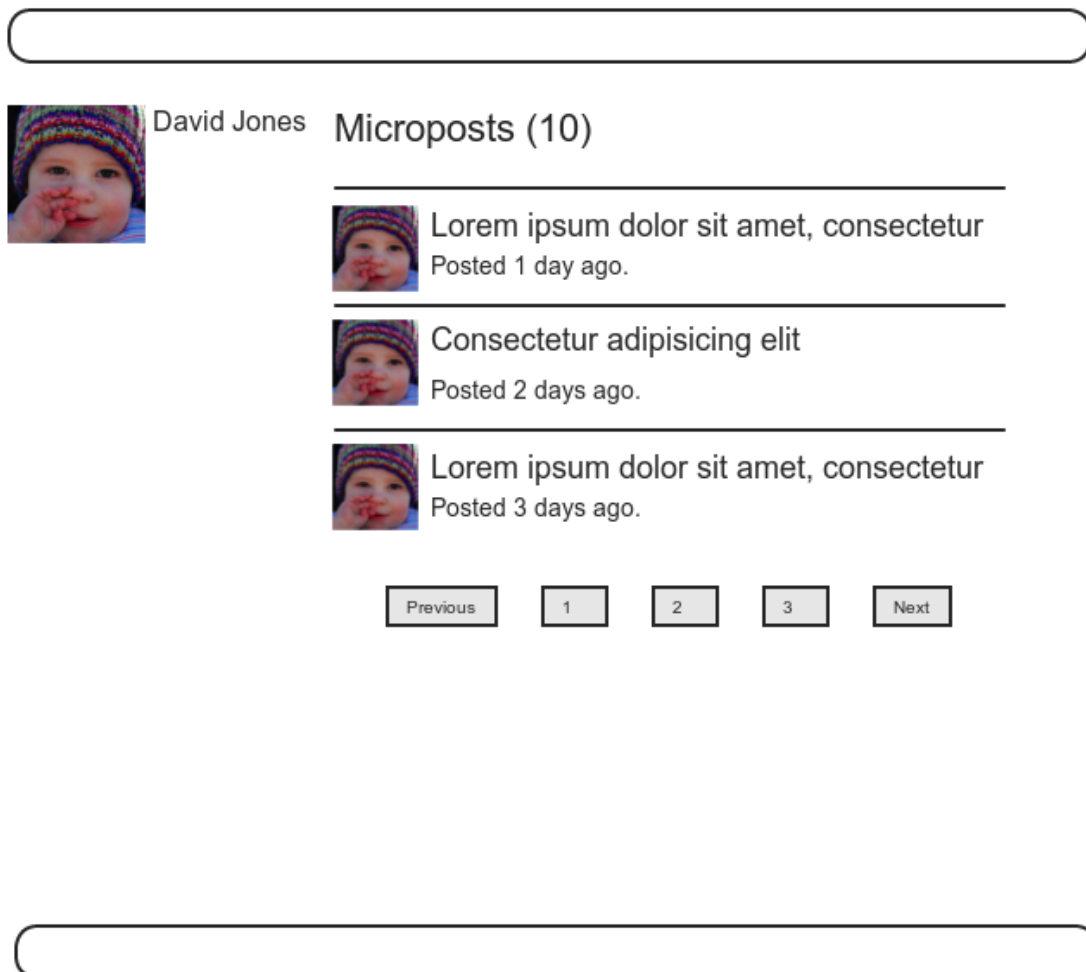 David Jones
Microposts (10)
Lorem ipsum dolor sit amet, consectetur
Posted 1 day ago.
Consectetur adipisicing elit
Posted 2 days ago.
Lorem ipsum dolor sit amet, consectetur
Posted 3 days ago.
Previous 1 2 3 Next